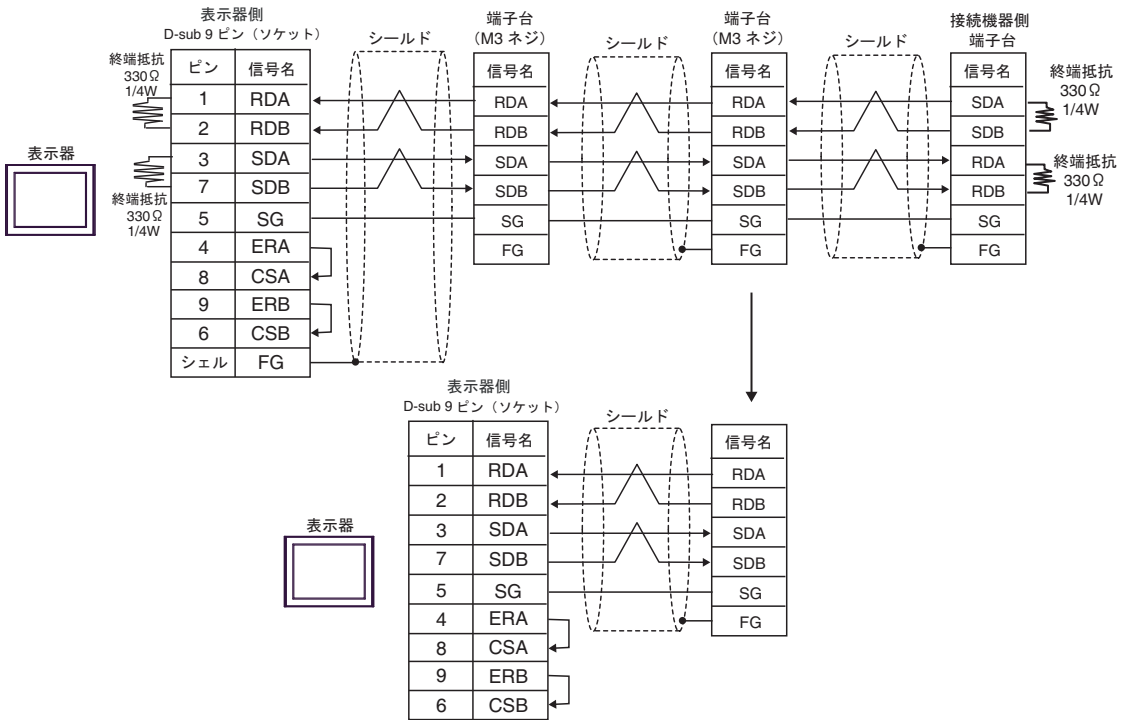 表示器側
D-sub 9 ピン（ソケット）
シールド
端子台
（M3 ネジ）
シールド
端子台
（M3 ネジ）
シールド
接続機器側
端子台
終端抵抗
330Ω
1/4W
ピン 信号名
1 RDA
2 RDB
3 SDA
7 SDB
5 SG
4 ERA
8 CSA
9 ERB
6 CSB
シェル FG
表示器
終端抵抗
330Ω
1/4W
信号名
RDA
RDB
SDA
SDB
SG
FG
信号名
RDA
RDB
SDA
SDB
SG
FG
信号名
SDA
SDB
RDA
RDB
SG
FG
終端抵抗
330Ω
1/4W
終端抵抗
330Ω
1/4W
表示器側
D-sub 9 ピン（ソケット）
シールド
表示器
ピン 信号名
1 RDA
2 RDB
3 SDA
7 SDB
5 SG
4 ERA
8 CSA
9 ERB
6 CSB
信号名
RDA
RDB
SDA
SDB
SG
FG